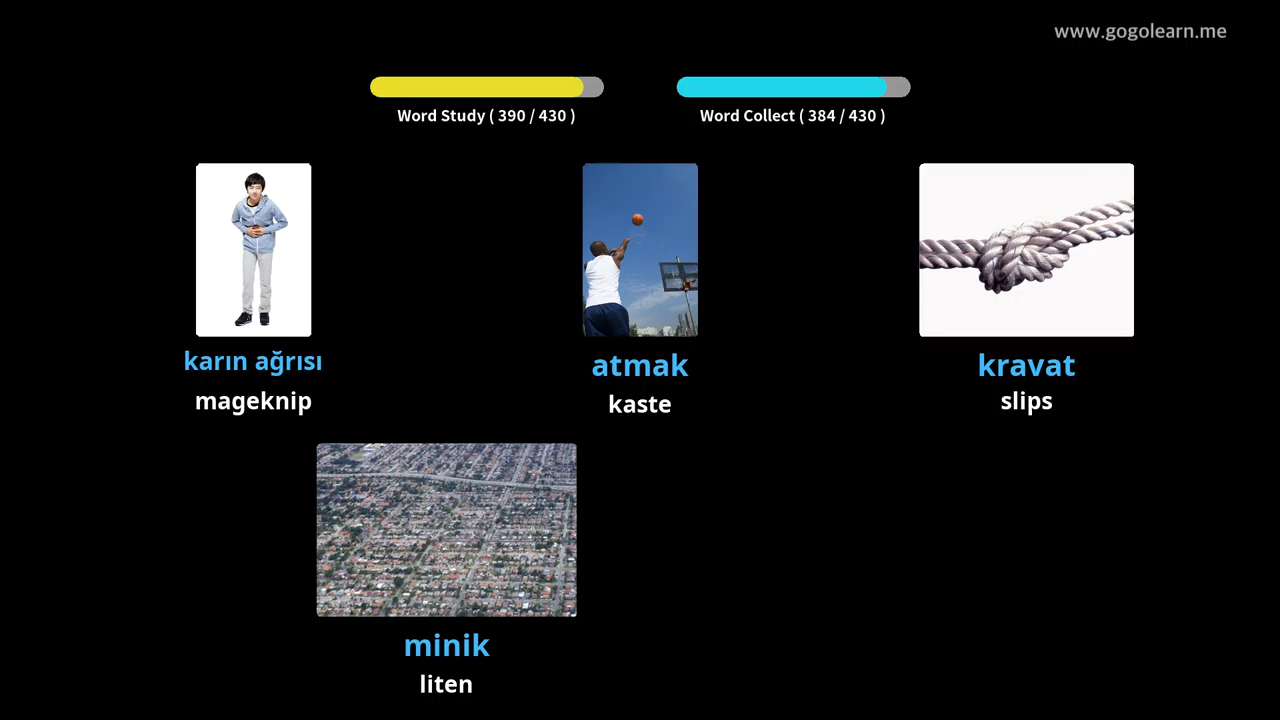 www.gogolearn.me
Word Study ( 390 / 430 )
Word Collect ( 384 / 430 )
karın ağrısı
mageknip
atmak
kaste
kravat
slips
minik
liten